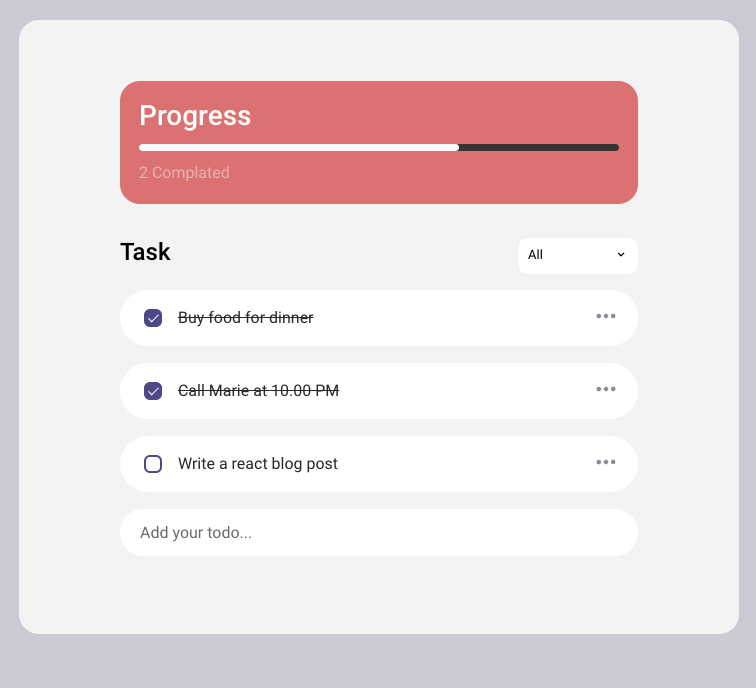 Progress
2 Complated
Task
All
Buy food for dinner
Call Marie at 10.00 PM
Write a react blog post
Add your todo...